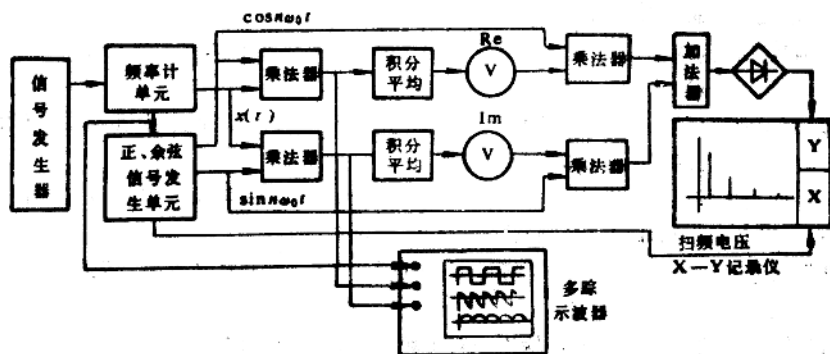 cosnω₀t
Re
信号发生器
频率计
单元
乘法器
积分
平均
V
乘法器
加法器
x(t)
Im
正、余弦
信号发
生单元
乘法器
积分
平均
V
乘法器
Y
X
sinnω₀t
扫频电压
X—Y记录仪
多踪
示波器